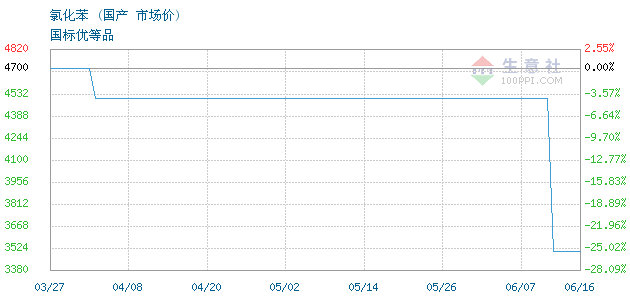 氯化苯 (国产 市场价)
国标优等品
4820 2.55%
4700 0.00%
生意社
100PPI.COM
4532 -3.57%
4388 -6.64%
4244 -9.70%
4100 -12.77%
3956 -15.83%
3812 -18.89%
3668 -21.96%
3524 -25.02%
3380 -28.09%
03/27 04/08 04/20 05/02 05/14 05/26 06/07 06/16